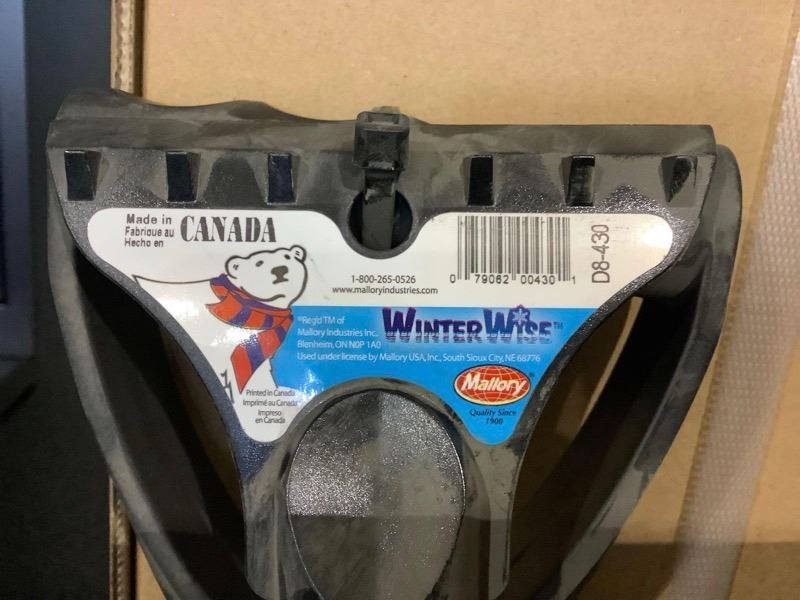 Made in
Fabrique au
Hecho en
CANADA
1-800-265-0526
www.malloryindustries.com
0 79062 00430 1
D8-430
®Reg'd TM of
Mallory Industries Inc.
Blenheim, ON N0P 1A0
Used under license by Mallory USA, Inc., South Sioux City, NE 68776
WINTER WISE™
Printed in Canada
Imprimé au Canada
Impreso
en Canada
Mallory®
Quality Since
1900